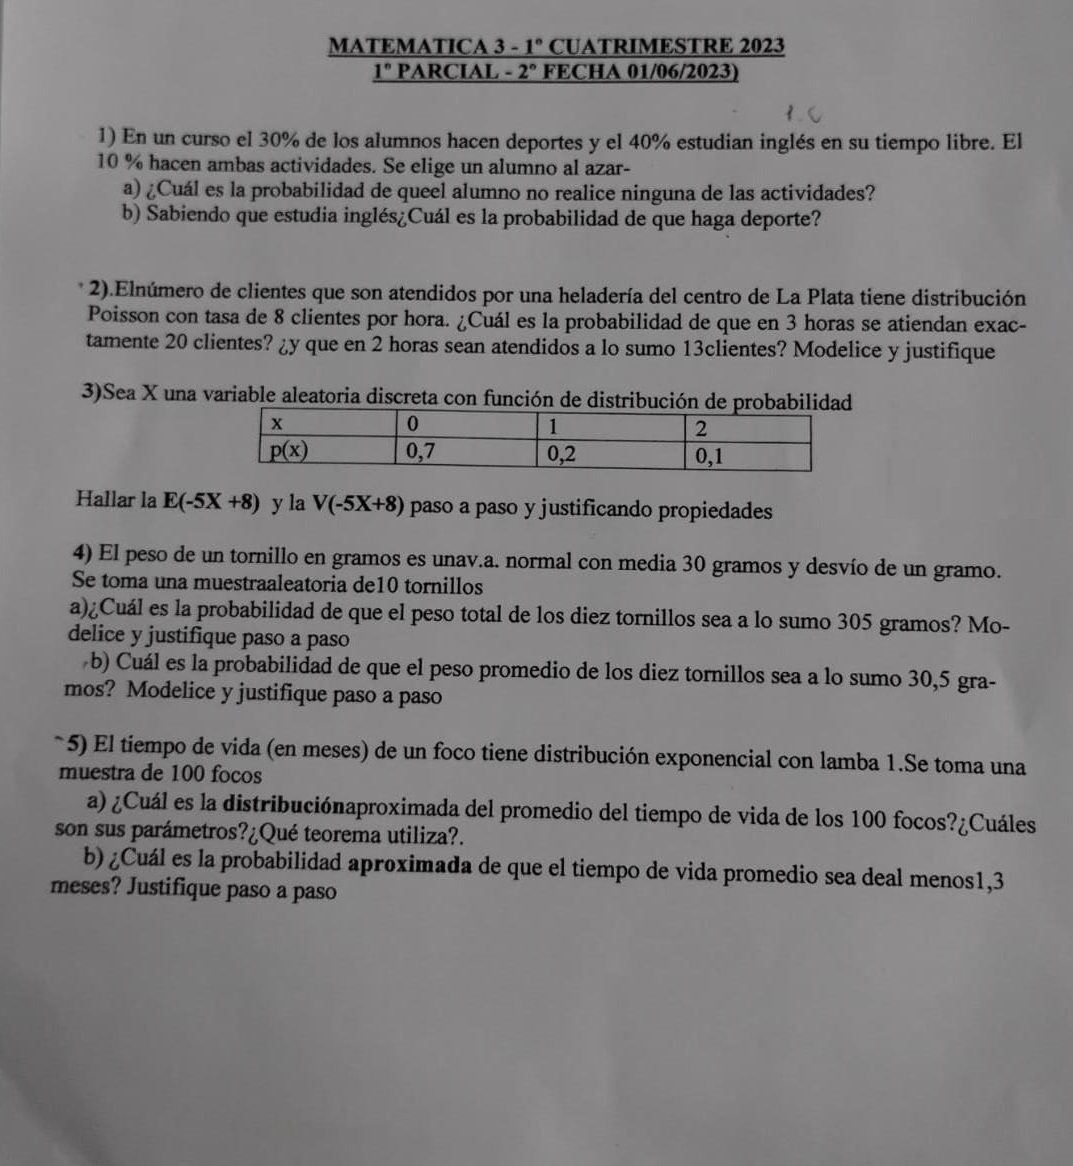 MATEMATICA 3 - 1º CUATRIMESTRE 2023
1º PARCIAL - 2º FECHA 01/06/2023)
1) En un curso el 30% de los alumnos hacen deportes y el 40% estudian inglés en su tiempo libre. El
10 % hacen ambas actividades. Se elige un alumno al azar-
a) ¿Cuál es la probabilidad de queel alumno no realice ninguna de las actividades?
b) Sabiendo que estudia inglés¿Cuál es la probabilidad de que haga deporte?
2).Elnúmero de clientes que son atendidos por una heladería del centro de La Plata tiene distribución
Poisson con tasa de 8 clientes por hora. ¿Cuál es la probabilidad de que en 3 horas se atiendan exac-
tamente 20 clientes? ¿y que en 2 horas sean atendidos a lo sumo 13clientes? Modelice y justifique
3)Sea X una variable aleatoria discreta con función de distribución de probabilidad
x 0 1 2
p(x) 0,7 0,2 0,1
Hallar la E(-5X +8) y la V(-5X+8) paso a paso y justificando propiedades
4) El peso de un tornillo en gramos es unav.a. normal con media 30 gramos y desvío de un gramo.
Se toma una muestraaleatoria de10 tornillos
a)¿Cuál es la probabilidad de que el peso total de los diez tornillos sea a lo sumo 305 gramos? Mo-
delice y justifique paso a paso
b) Cuál es la probabilidad de que el peso promedio de los diez tornillos sea a lo sumo 30,5 gra-
mos? Modelice y justifique paso a paso
5) El tiempo de vida (en meses) de un foco tiene distribución exponencial con lamba 1.Se toma una
muestra de 100 focos
a) ¿Cuál es la distribuciónaproximada del promedio del tiempo de vida de los 100 focos?¿Cuáles
son sus parámetros?¿Qué teorema utiliza?.
b) ¿Cuál es la probabilidad aproximada de que el tiempo de vida promedio sea deal menos1,3
meses? Justifique paso a paso